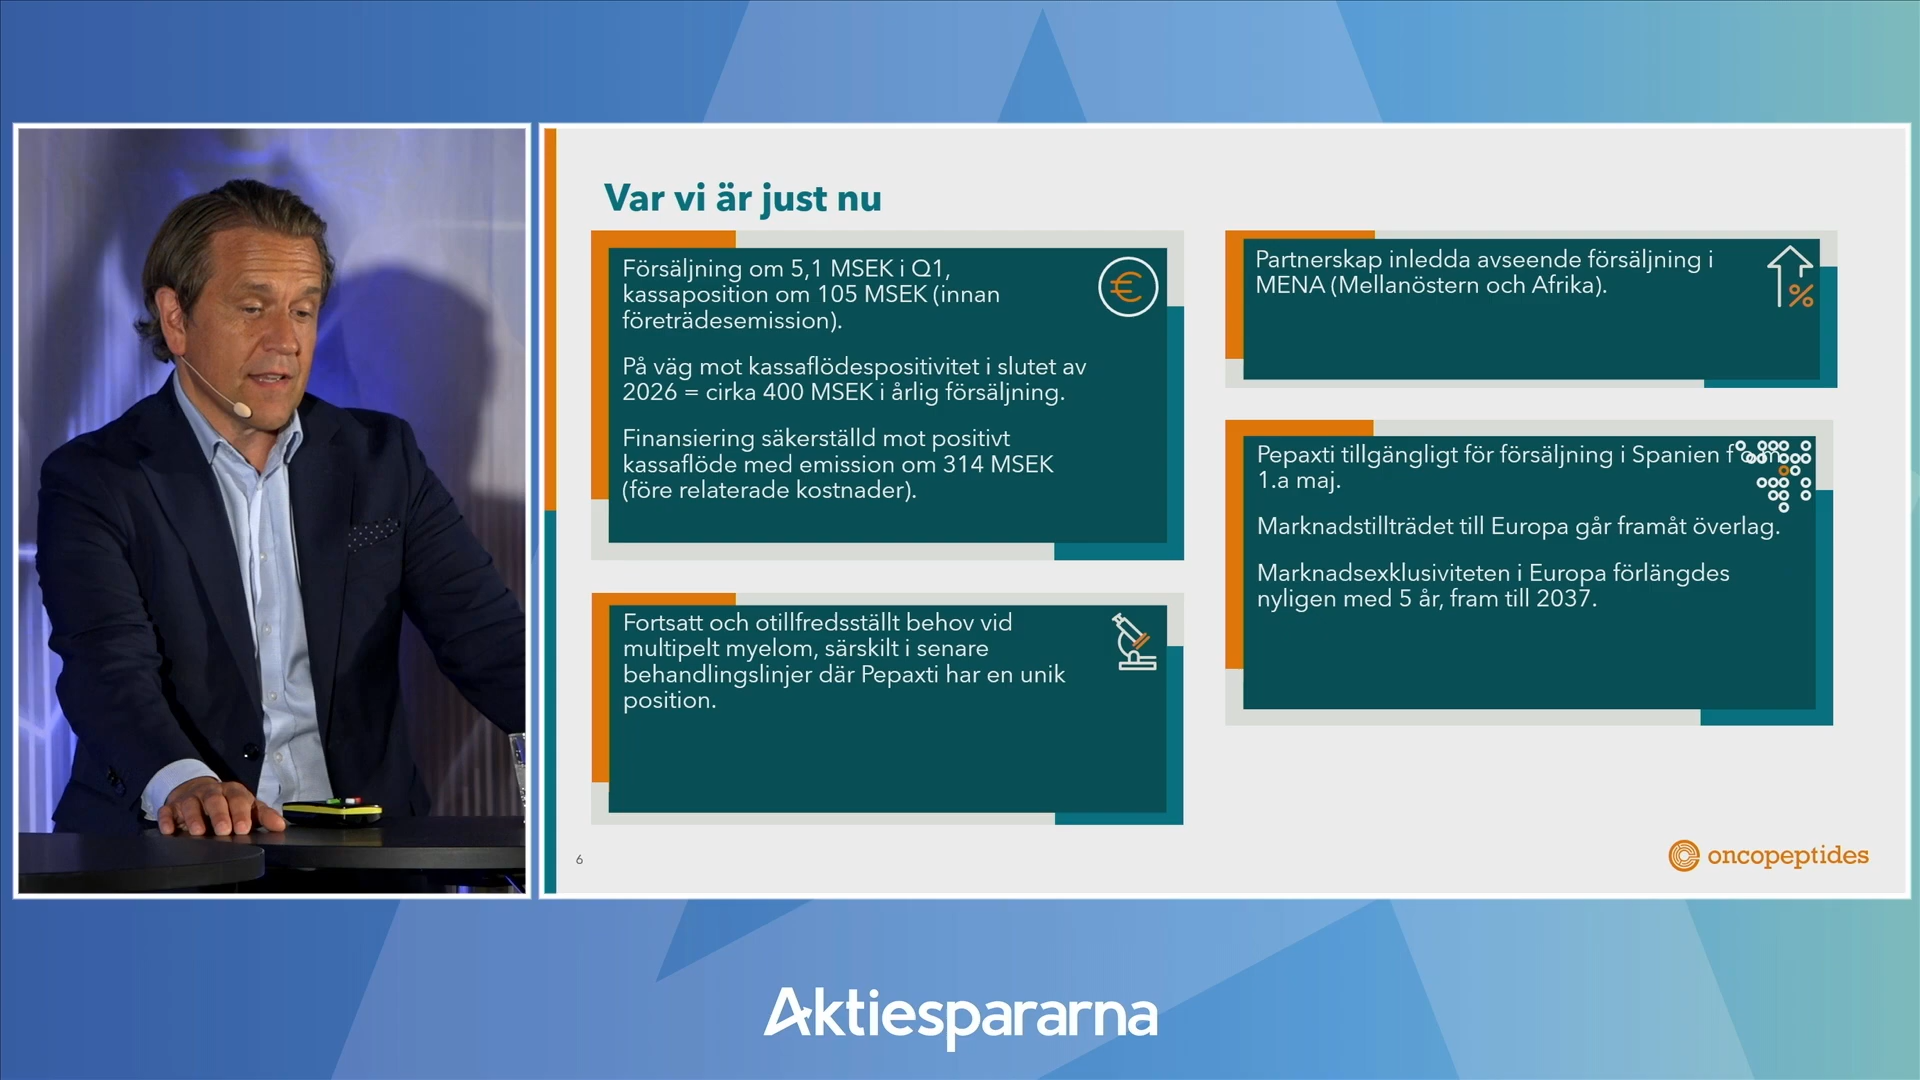 Var vi är just nu
Försäljning om 5,1 MSEK i Q1,
kassaposition om 105 MSEK (innan
företrädesemission).
På väg mot kassaflödespositivitet i slutet av
2026 = cirka 400 MSEK i årlig försäljning.
Finansiering säkerställd mot positivt
kassaflöde med emission om 314 MSEK
(före relaterade kostnader).
Fortsatt och otillfredsställt behov vid
multipelt myelom, särskilt i senare
behandlingslinjer där Pepaxti har en unik
position.
Partnerskap inledda avseende försäljning i
MENA (Mellanöstern och Afrika).
Pepaxti tillgängligt för försäljning i Spanien
1.a maj.
Marknadstillträdet till Europa går framåt överlag.
Marknadsexklusiviteten i Europa förlängdes
nyligen med 5 år, fram till 2037.
6
oncopeptides
Aktiespararna